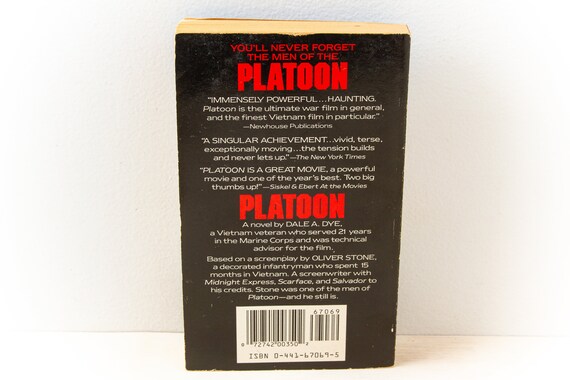 YOU'LL NEVER FORGET
THE MEN OF THE
PLATOON
"IMMENSELY POWERFUL...HAUNTING.
Platoon is the ultimate war film in general,
and the finest Vietnam film in particular."
—Newhouse Publications
"A SINGULAR ACHIEVEMENT...vivid, terse,
exceptionally moving...the tension builds
and never lets up."—The New York Times
"PLATOON IS A GREAT MOVIE, a powerful
movie and one of the year's best. Two big
thumbs up!"—Siskel & Ebert At the Movies
PLATOON
A novel by DALE A. DYE,
a Vietnam veteran who served 21 years
in the Marine Corps and was technical
advisor for the film.
Based on a screenplay by OLIVER STONE,
a decorated infantryman who spent 15
months in Vietnam. A screenwriter with
Midnight Express, Scarface, and Salvador to
his credits. Stone was one of the men of
Platoon—and he still is.
67069
72742 00350
ISBN 0-441-67069-5